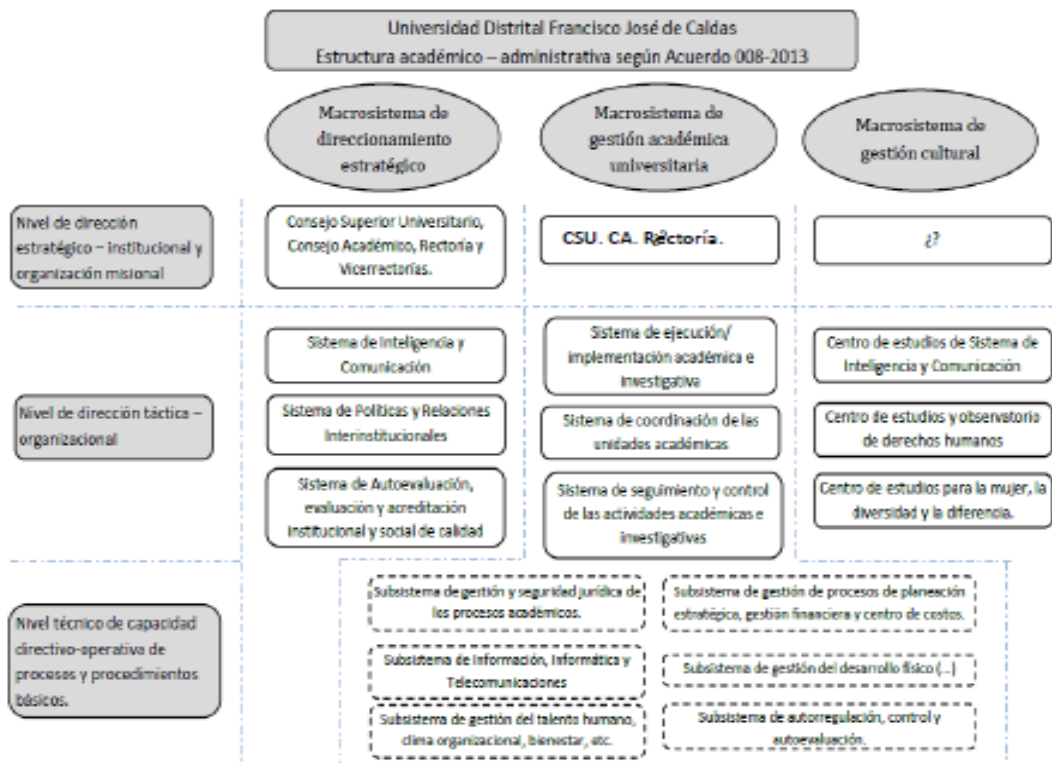 Universidad Distrital Francisco José de Caldas
Estructura académico – administrativa según Acuerdo 008-2013
Macrosistema de
direccionamiento
estratégico
Macrosistema de
gestión académica
universitaria
Macrosistema de
gestión cultural
Nivel de dirección
estratégico – institucional y
organización misional
Consejo Superior Universitario,
Consejo Académico, Rectoría y
Vicerrectorías.
CSU. CA. Rectoría.
¿?
Nivel de dirección táctica –
organizacional
Sistema de Inteligencia y
Comunicación
Sistema de Políticas y Relaciones
Interinstitucionales
Sistema de Autoevaluación,
evaluación y acreditación
institucional y social de calidad
Sistema de ejecución/
implementación académica e
investigativa
Sistema de coordinación de las
unidades académicas
Sistema de seguimiento y control
de las actividades académicas e
investigativas
Centro de estudios de Sistema de
Inteligencia y Comunicación
Centro de estudios y observatorio
de derechos humanos
Centro de estudios para la mujer, la
diversidad y la diferencia.
Nivel técnico de capacidad
directivo-operativa de
procesos y procedimientos
básicos.
Subsistema de gestión y seguridad jurídica de
los procesos académicos.
Subsistema de gestión de procesos de planeación
estratégica, gestión financiera y centro de costos.
Subsistema de Información, Informática y
Telecomunicaciones
Subsistema de gestión del desarrollo físico (...)
Subsistema de gestión del talento humano,
clima organizacional, bienestar, etc.
Subsistema de autorregulación, control y
autoevaluación.